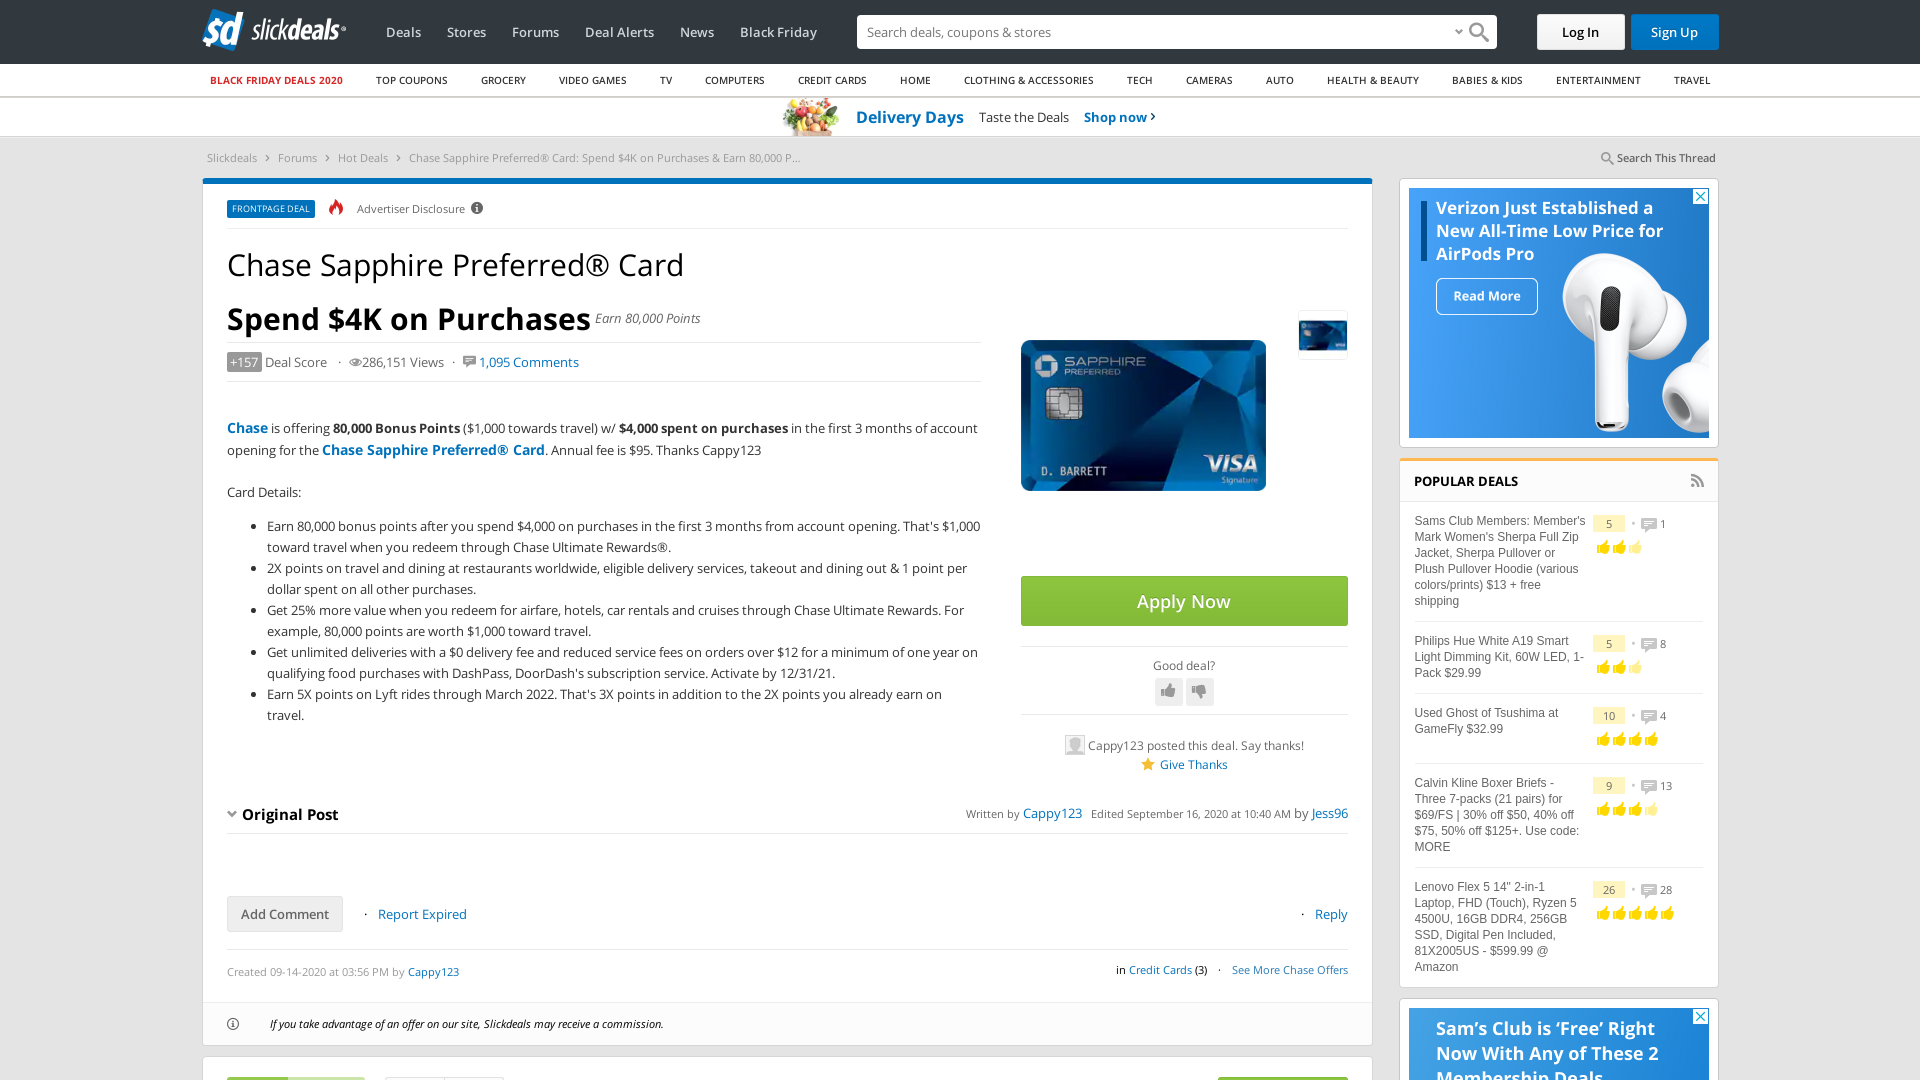 slickdeals
Deals Stores Forums Deal Alerts News Black Friday
Search deals, coupons & stores
Log In Sign Up
BLACK FRIDAY DEALS 2020 TOP COUPONS GROCERY VIDEO GAMES TV COMPUTERS CREDIT CARDS HOME CLOTHING & ACCESSORIES TECH CAMERAS AUTO HEALTH & BEAUTY BABIES & KIDS ENTERTAINMENT TRAVEL
Delivery Days Taste the Deals Shop now
Slickdeals Forums Hot Deals Chase Sapphire Preferred® Card: Spend $4K on Purchases & Earn 80,000 P...
Search This Thread
FRONTPAGE DEAL Advertiser Disclosure
Chase Sapphire Preferred® Card
Spend $4K on Purchases Earn 80,000 Points
+157 Deal Score · 286,151 Views · 1,095 Comments
Chase is offering 80,000 Bonus Points ($1,000 towards travel) w/ $4,000 spent on purchases in the first 3 months of account
opening for the Chase Sapphire Preferred® Card. Annual fee is $95. Thanks Cappy123
Card Details:
• Earn 80,000 bonus points after you spend $4,000 on purchases in the first 3 months from account opening. That's $1,000
toward travel when you redeem through Chase Ultimate Rewards®.
• 2X points on travel and dining at restaurants worldwide, eligible delivery services, takeout and dining out & 1 point per
dollar spent on all other purchases.
• Get 25% more value when you redeem for airfare, hotels, car rentals and cruises through Chase Ultimate Rewards. For
example, 80,000 points are worth $1,000 toward travel.
• Get unlimited deliveries with a $0 delivery fee and reduced service fees on orders over $12 for a minimum of one year on
qualifying food purchases with DashPass, DoorDash's subscription service. Activate by 12/31/21.
• Earn 5X points on Lyft rides through March 2022. That's 3X points in addition to the 2X points you already earn on
travel.
SAPPHIRE
PREFERRED
D. BARRETT
VISA
Signature
Apply Now
Good deal?
Cappy123 posted this deal. Say thanks!
Give Thanks
Original Post
Written by Cappy123 Edited September 16, 2020 at 10:40 AM by Jess96
Add Comment · Report Expired
· Reply
Created 09-14-2020 at 03:56 PM by Cappy123
in Credit Cards (3) · See More Chase Offers
If you take advantage of an offer on our site, Slickdeals may receive a commission.
Verizon Just Established a
New All-Time Low Price for
AirPods Pro
Read More
POPULAR DEALS
Sams Club Members: Member's
Mark Women's Sherpa Full Zip
Jacket, Sherpa Pullover or
Plush Pullover Hoodie (various
colors/prints) $13 + free
shipping
5 • 1
Philips Hue White A19 Smart
Light Dimming Kit, 60W LED, 1-
Pack $29.99
5 • 8
Used Ghost of Tsushima at
GameFly $32.99
10 • 4
Calvin Kline Boxer Briefs -
Three 7-packs (21 pairs) for
$69/FS | 30% off $50, 40% off
$75, 50% off $125+. Use code:
MORE
9 • 13
Lenovo Flex 5 14" 2-in-1
Laptop, FHD (Touch), Ryzen 5
4500U, 16GB DDR4, 256GB
SSD, Digital Pen Included,
81X2005US - $599.99 @
Amazon
26 • 28
Sam's Club is 'Free' Right
Now With Any of These 2
Membership Deals